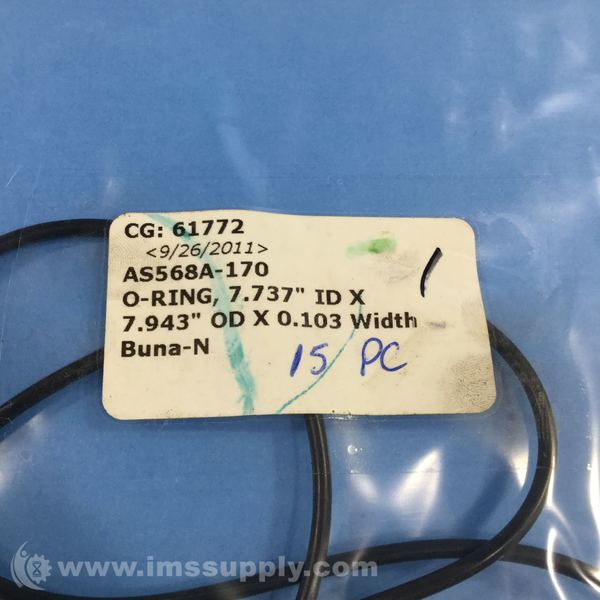 CG: 61772
<9/26/2011>
AS568A-170
O-RING, 7.737" ID X
7.943" OD X 0.103 Width
Buna-N
15 PC
www.imssupply.com